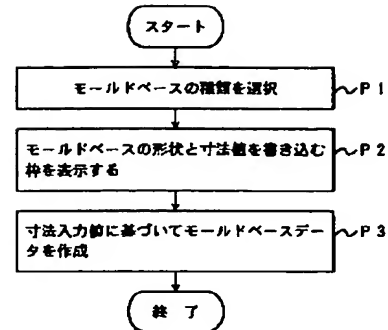 スタート
モールドベースの種類を選択
P1
モールドベースの形状と寸法値を書き込む
P2
枠を表示する
寸法入力値に基づいてモールドベースデー
P3
タを作成
終了